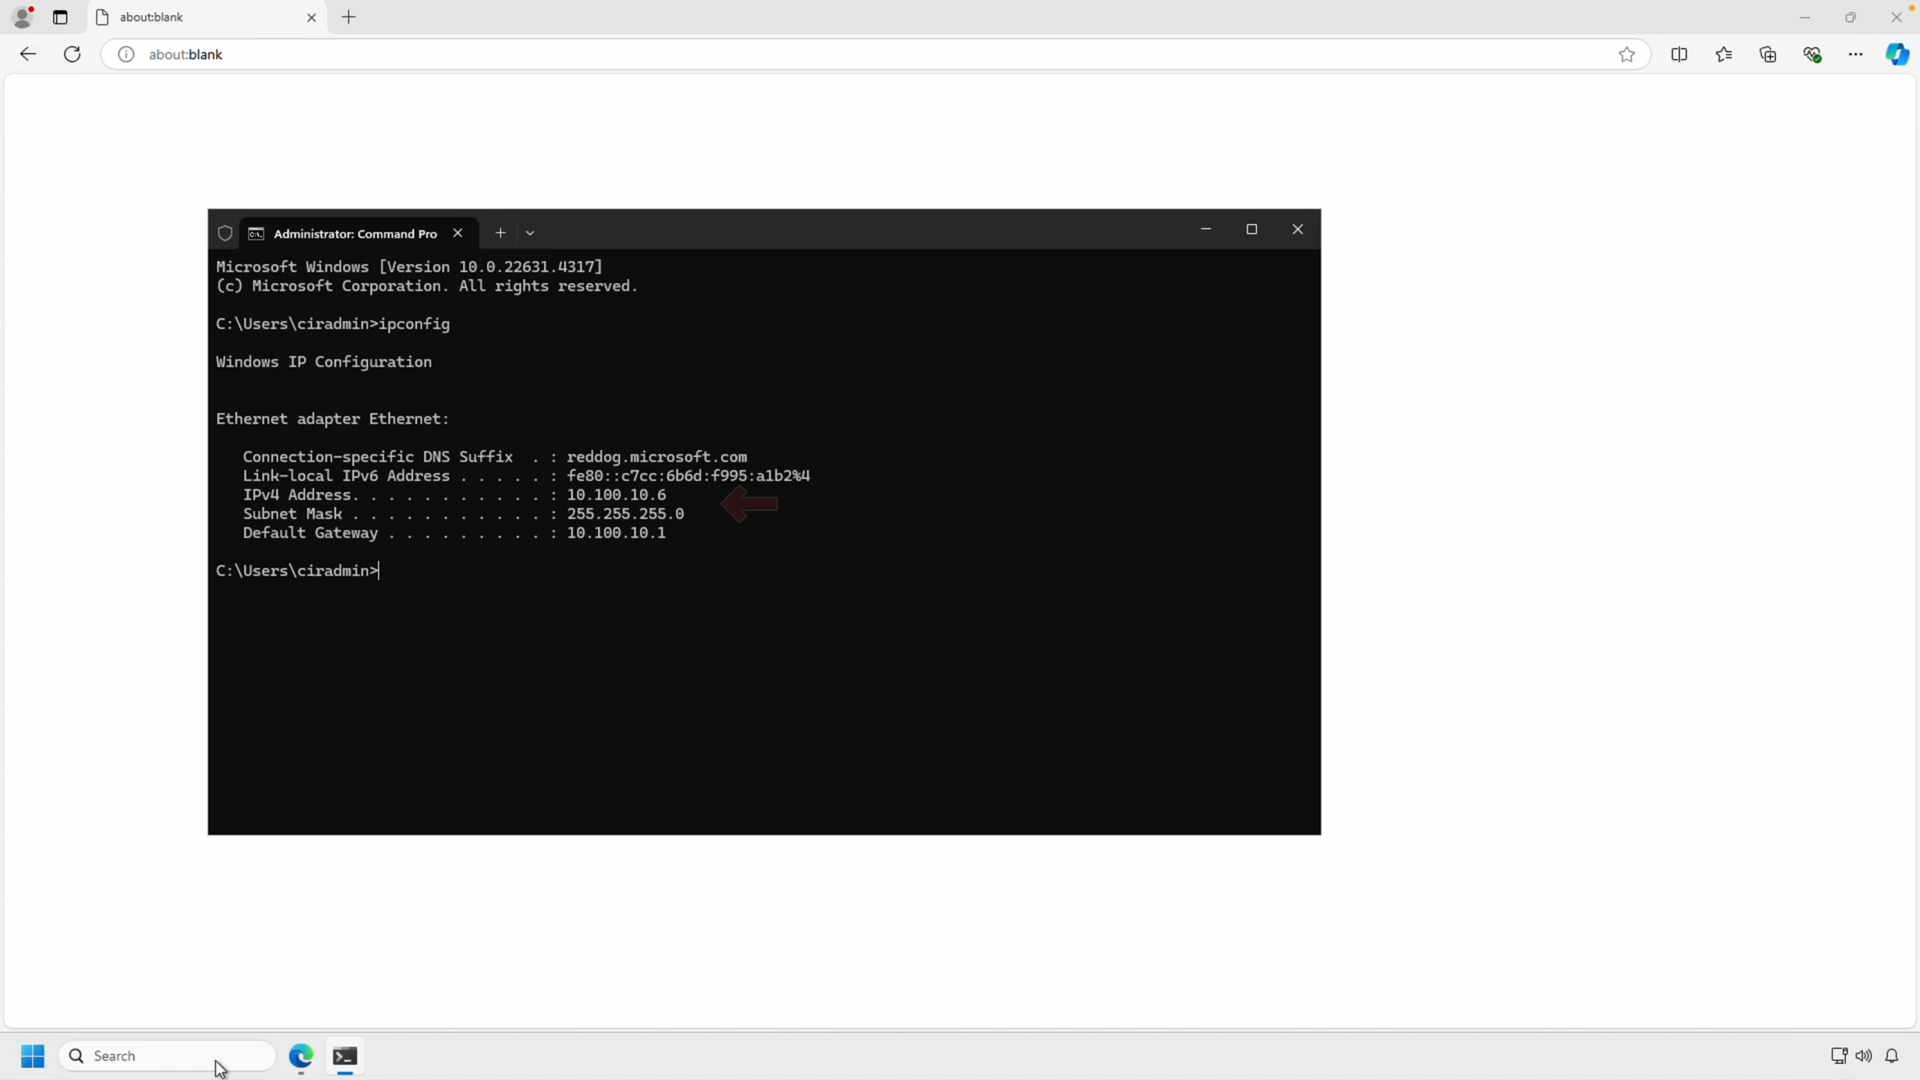 about:blank
about:blank
Administrator: Command Pro
Microsoft Windows [Version 10.0.22631.4317]
(c) Microsoft Corporation. All rights reserved.
C:\Users\ciradmin>ipconfig
Windows IP Configuration
Ethernet adapter Ethernet:
Connection-specific DNS Suffix  . : reddog.microsoft.com
Link-local IPv6 Address . . . . . : fe80::c7cc:6b6d:f995:a1b2%4
IPv4 Address. . . . . . . . . . . : 10.100.10.6
Subnet Mask . . . . . . . . . . . : 255.255.255.0
Default Gateway . . . . . . . . . : 10.100.10.1
C:\Users\ciradmin>
Search